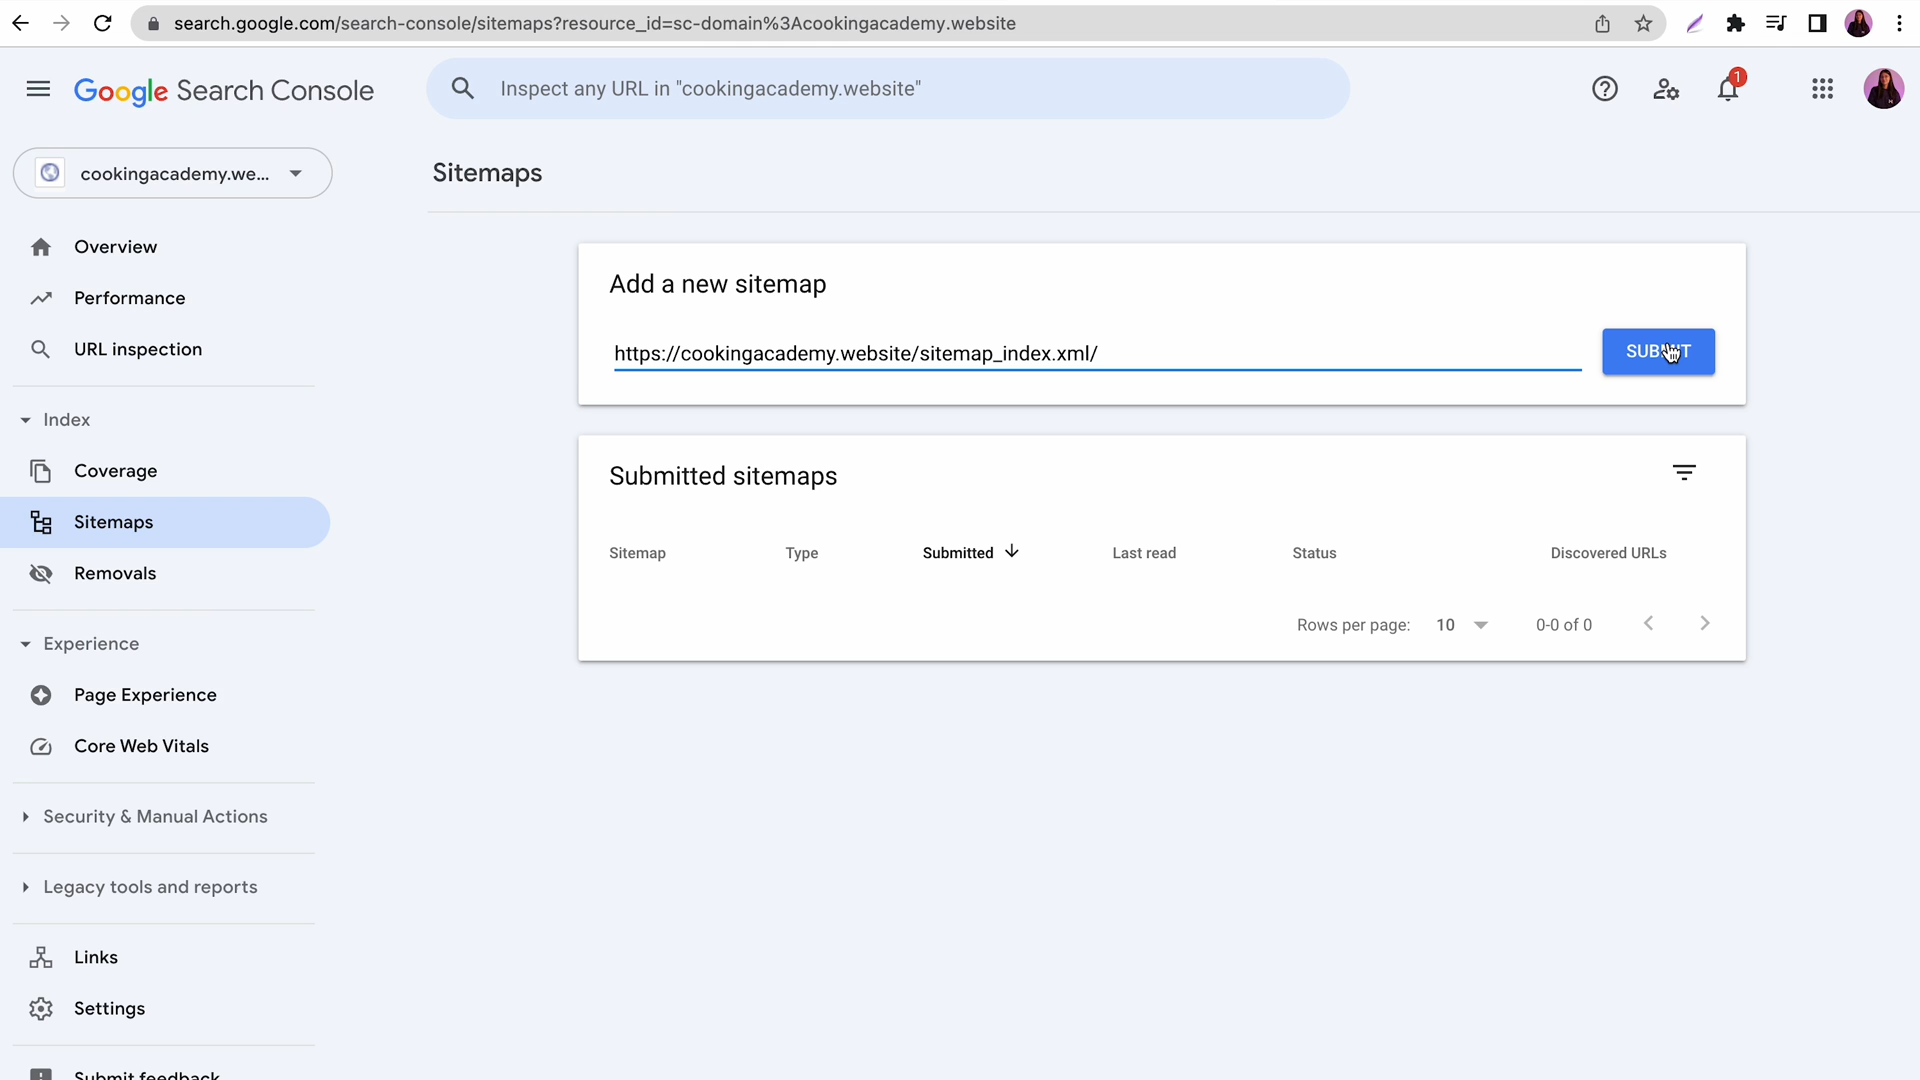 search.google.com/search-console/sitemaps?resource_id=sc-domain%3Acookingacademy.website
Google Search Console
Inspect any URL in "cookingacademy.website"
1
cookingacademy.we...
Sitemaps
Overview
Performance
URL inspection
Index
Coverage
Sitemaps
Removals
Experience
Page Experience
Core Web Vitals
Security & Manual Actions
Legacy tools and reports
Links
Settings
Submit feedback
Add a new sitemap
https://cookingacademy.website/sitemap_index.xml/
SUBMIT
Submitted sitemaps
Sitemap Type Submitted Last read Status Discovered URLs
Rows per page: 10 0-0 of 0